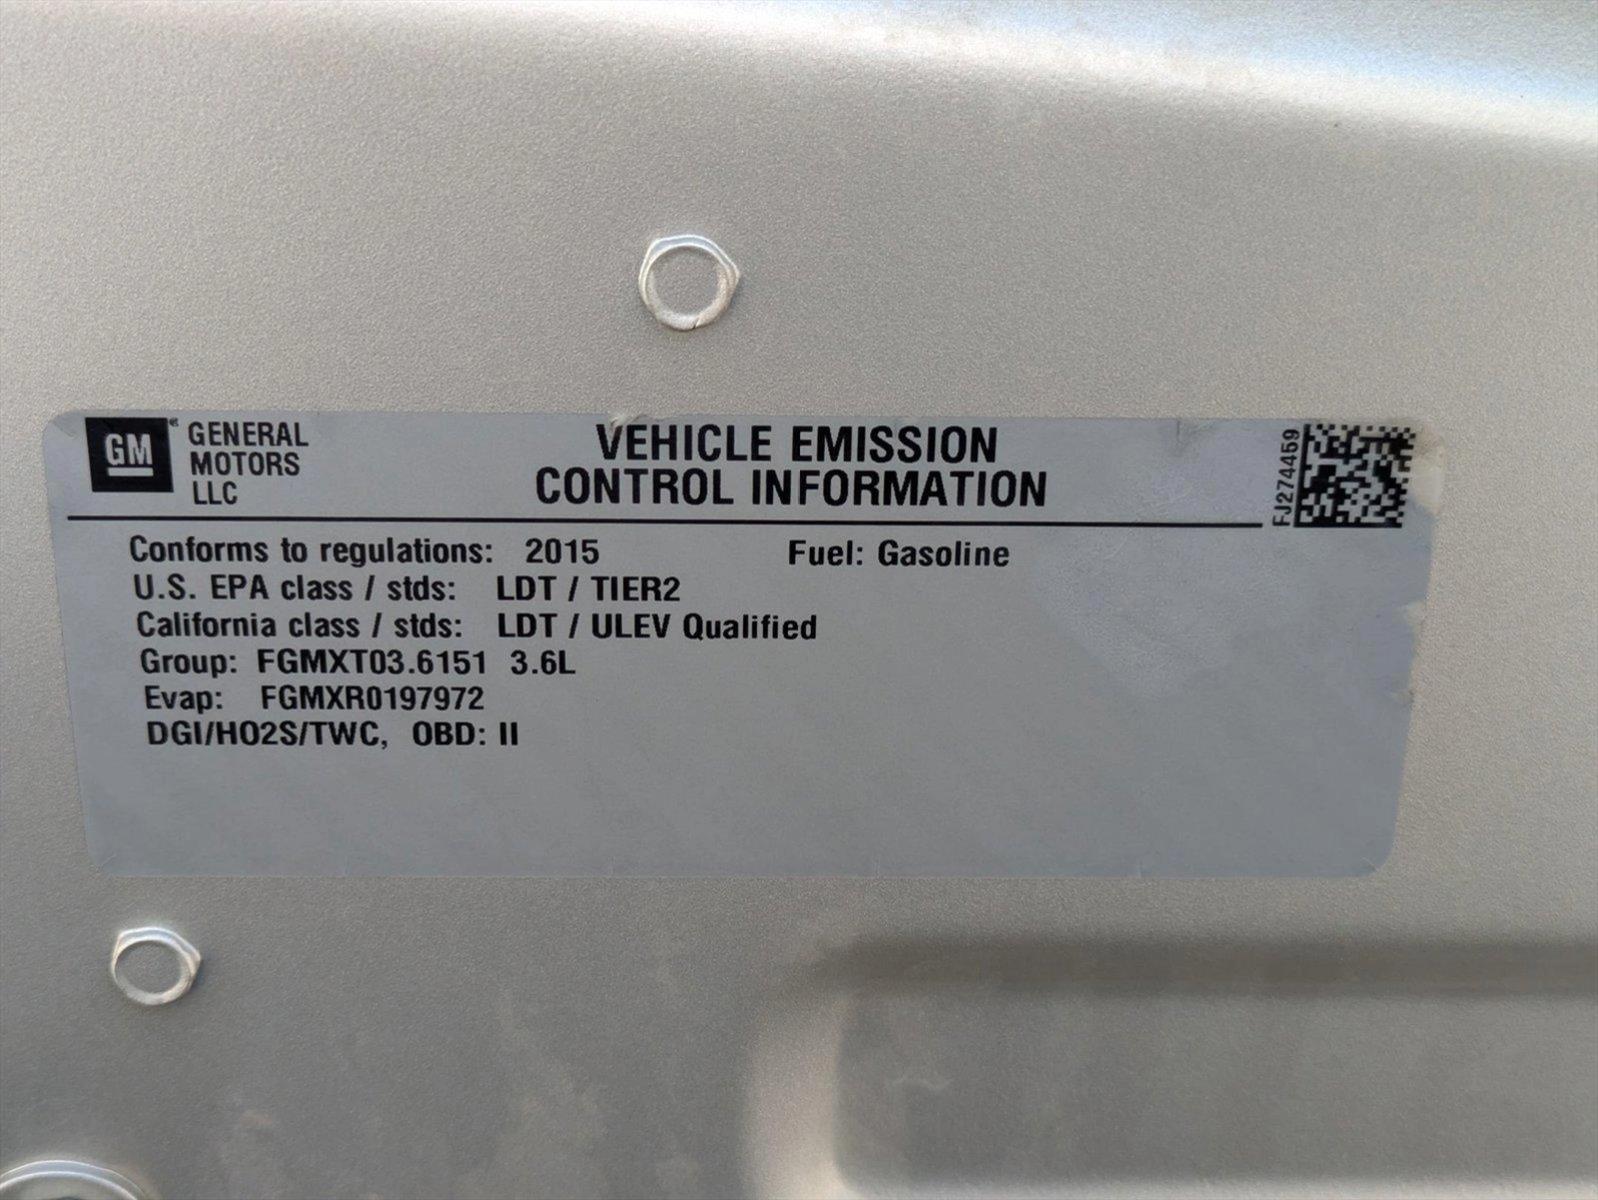 GM
GENERAL
MOTORS
LLC
VEHICLE EMISSION
CONTROL INFORMATION
FJ274459
Conforms to regulations: 2015 Fuel: Gasoline
U.S. EPA class / stds: LDT / TIER2
California class / stds: LDT / ULEV Qualified
Group: FGMXT03.6151 3.6L
Evap: FGMXR0197972
DGI/HO2S/TWC, OBD: II